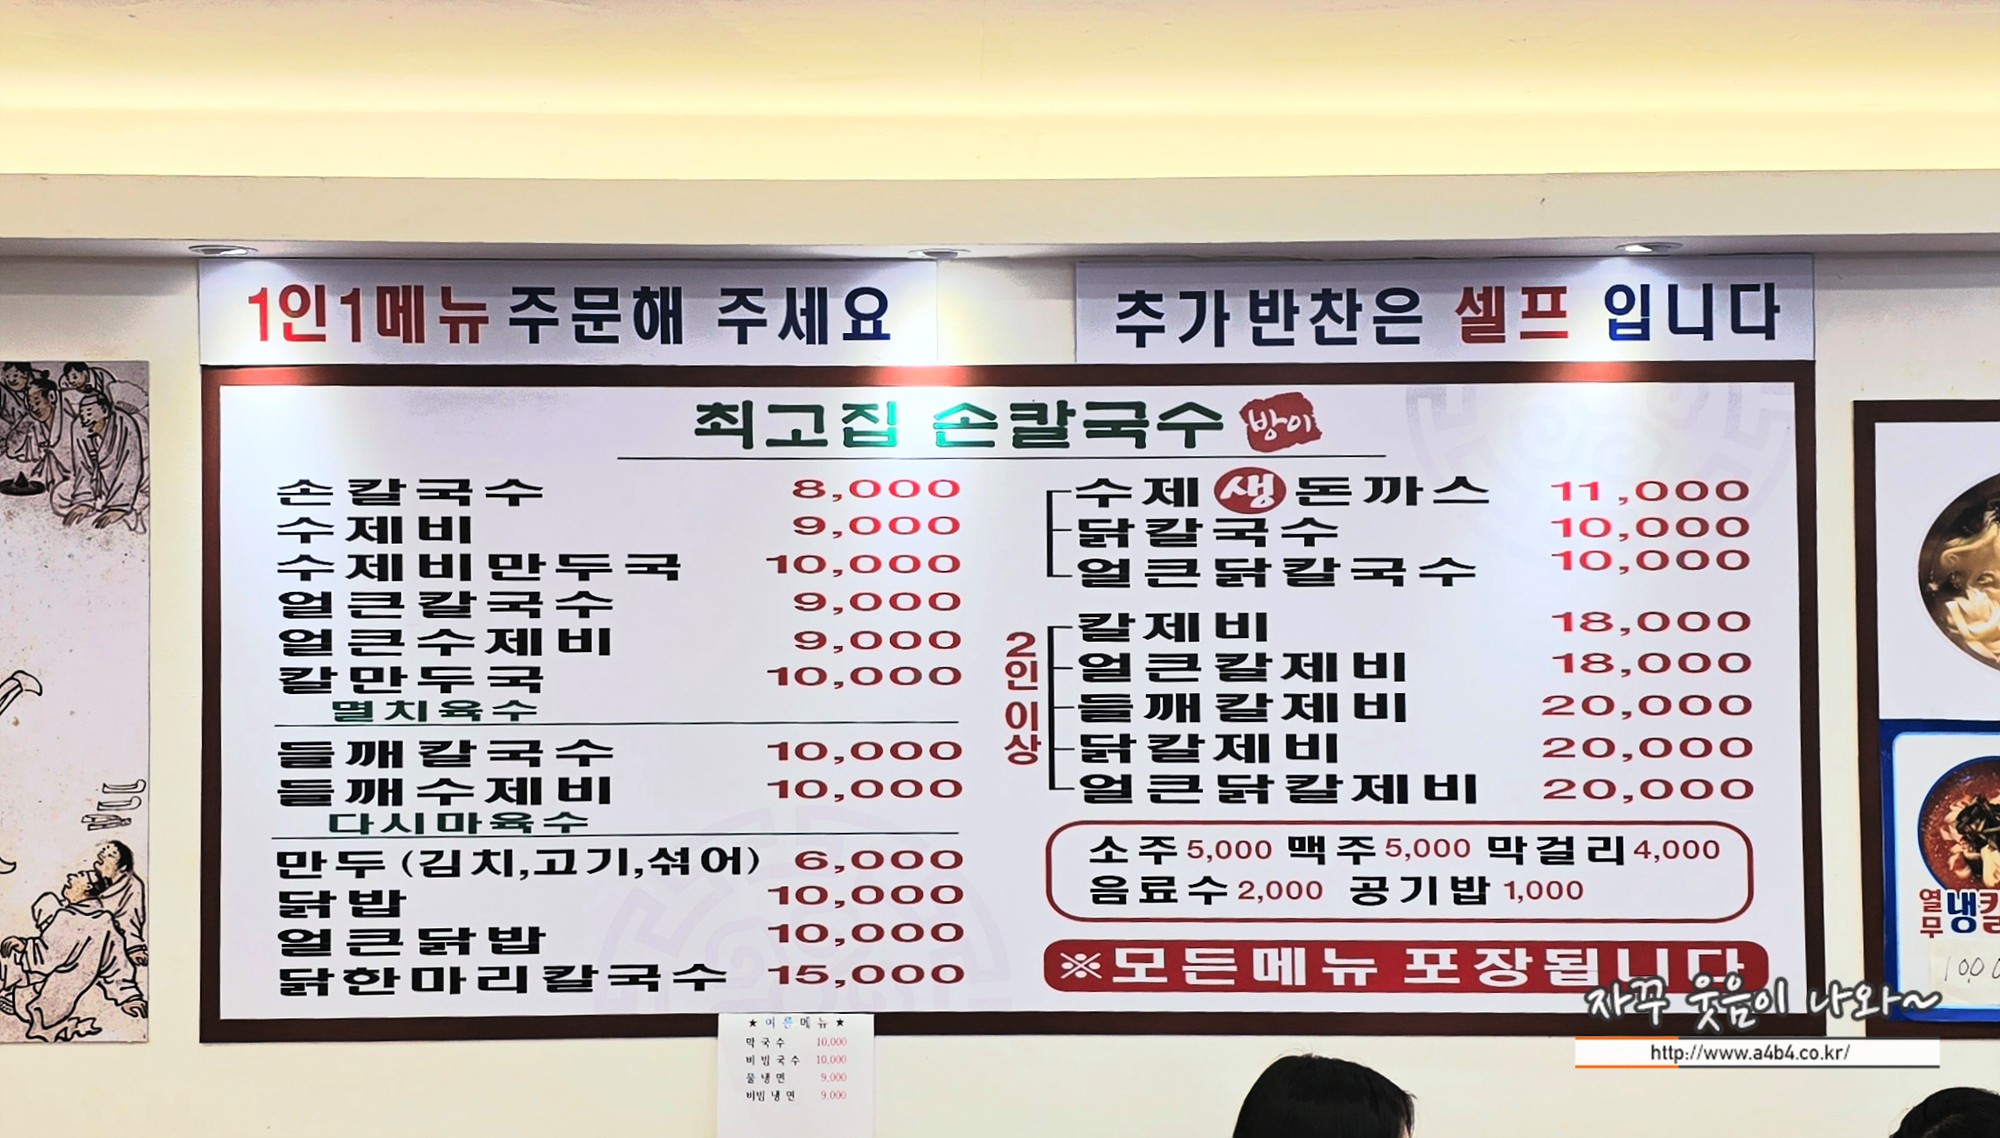 1인1메뉴 주문해 주세요
추가반찬은 셀프 입니다
최고집 손칼국수 방이
손칼국수 8,000
수제비 9,000
수제비만두국 10,000
얼큰칼국수 9,000
얼큰수제비 9,000
칼만두국 10,000
멸치육수
들깨칼국수 10,000
들깨수제비 10,000
다시마육수
만두(김치,고기,섞어) 6,000
닭밥 10,000
얼큰닭밥 10,000
닭한마리칼국수 15,000
수제생돈까스 11,000
닭칼국수 10,000
얼큰닭칼국수 10,000
2인 이상
칼제비 18,000
얼큰칼제비 18,000
들깨칼제비 20,000
닭칼제비 20,000
얼큰닭칼제비 20,000
소주 5,000 맥주 5,000 막걸리 4,000
음료수 2,000 공기밥 1,000
※모든메뉴 포장됩니다
★ 여름메뉴 ★
막국수 10,000
비빔국수 10,000
물냉면 9,000
비빔냉면 9,000
열무
냉칼
자꾸 웃음이 나와~
http://www.a4b4.co.kr/